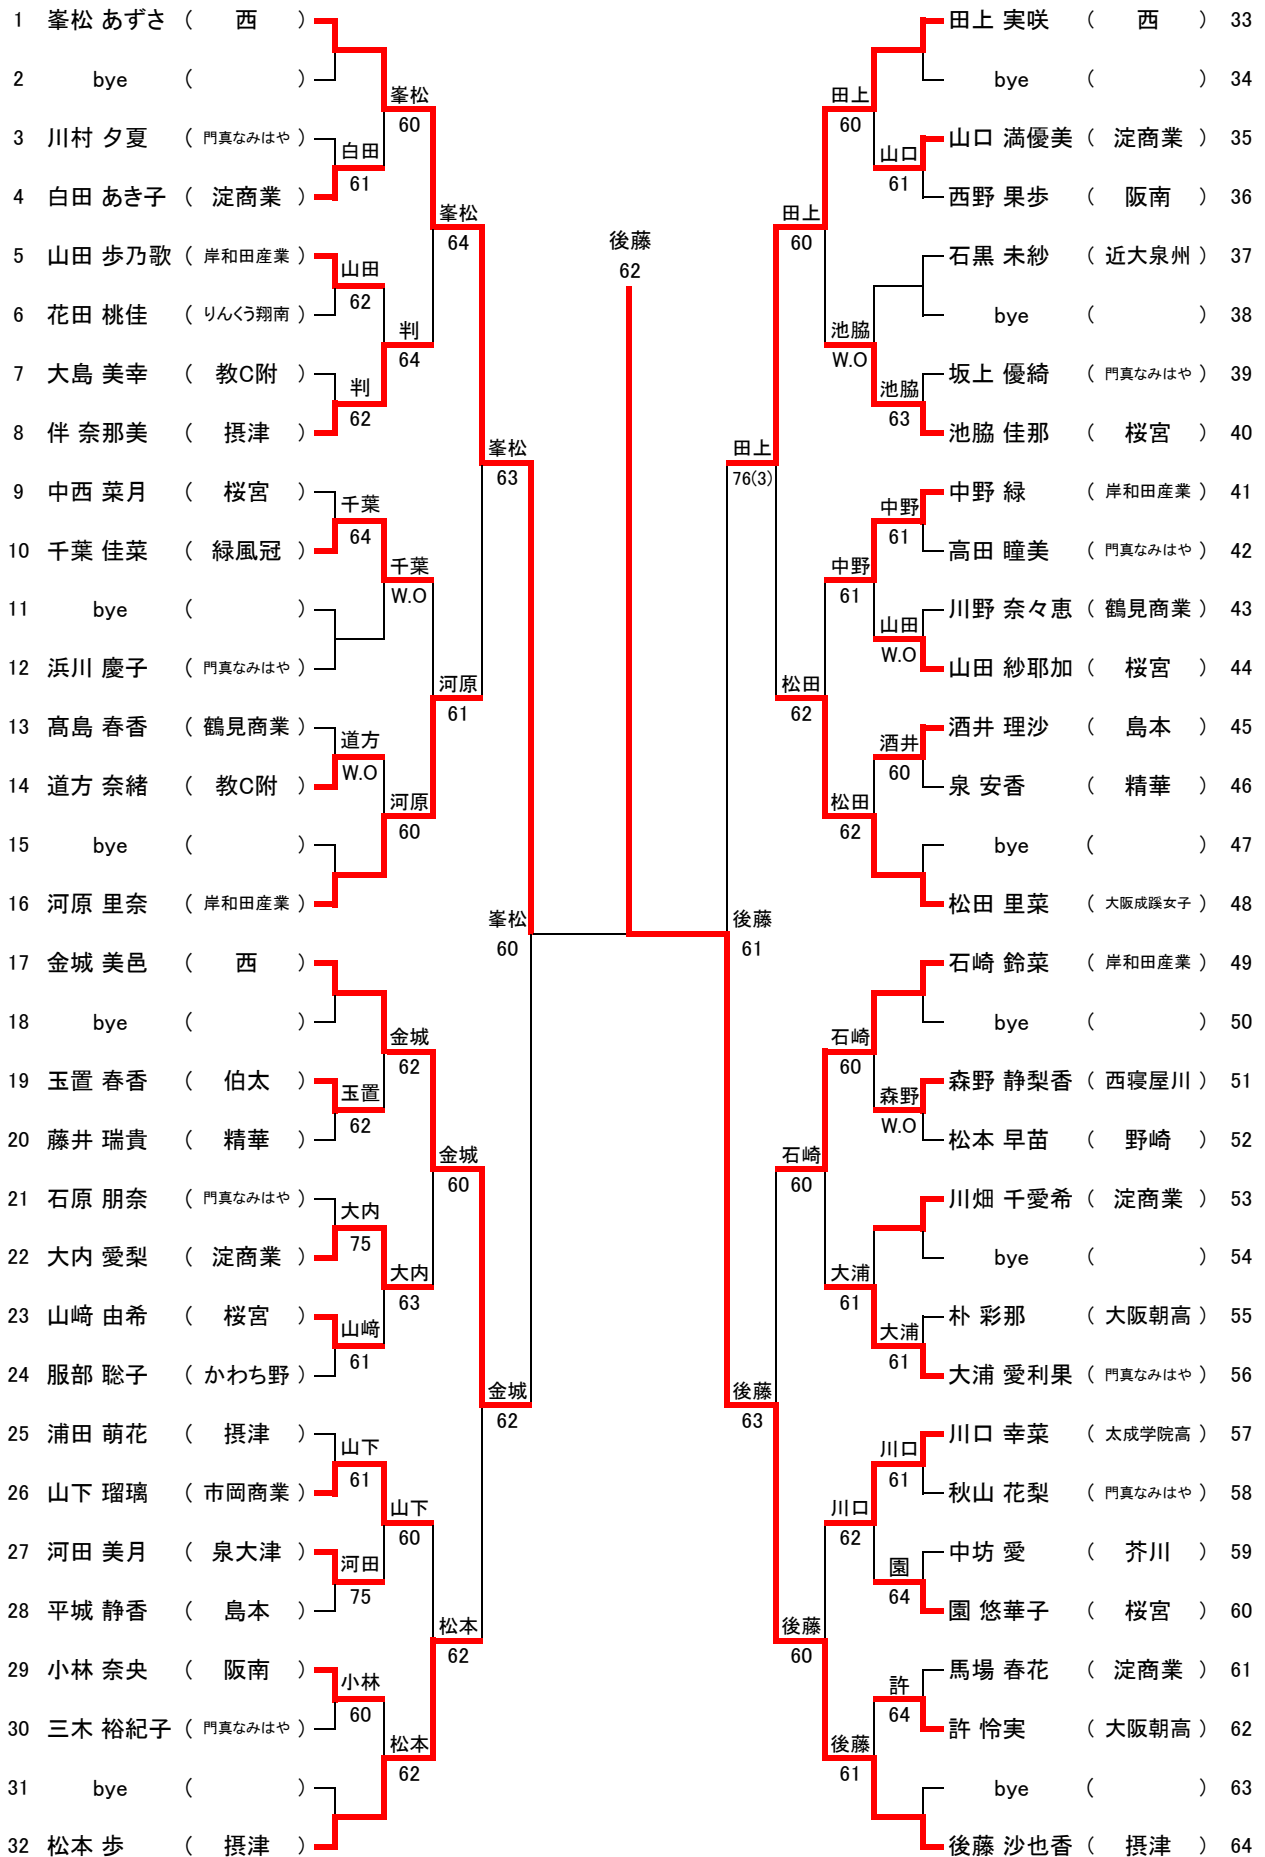 1 峯松 あずさ ( 西 )
2 bye ( )
3 川村 夕夏 ( 門真なみはや )
4 白田 あき子 ( 淀商業 )
5 山田 歩乃歌 ( 岸和田産業 )
6 花田 桃佳 ( りんくう翔南 )
7 大島 美幸 ( 教C附 )
8 伴 奈那美 ( 摂津 )
9 中西 菜月 ( 桜宮 )
10 千葉 佳菜 ( 緑風冠 )
11 bye ( )
12 浜川 慶子 ( 門真なみはや )
13 髙島 春香 ( 鶴見商業 )
14 道方 奈緒 ( 教C附 )
15 bye ( )
16 河原 里奈 ( 岸和田産業 )
17 金城 美邑 ( 西 )
18 bye ( )
19 玉置 春香 ( 伯太 )
20 藤井 瑞貴 ( 精華 )
21 石原 朋奈 ( 門真なみはや )
22 大内 愛梨 ( 淀商業 )
23 山﨑 由希 ( 桜宮 )
24 服部 聡子 ( かわち野 )
25 浦田 萌花 ( 摂津 )
26 山下 瑠璃 ( 市岡商業 )
27 河田 美月 ( 泉大津 )
28 平城 静香 ( 島本 )
29 小林 奈央 ( 阪南 )
30 三木 裕紀子 ( 門真なみはや )
31 bye ( )
32 松本 歩 ( 摂津 )
白田
61
山田
62
判
62
千葉
64
道方
W.O
玉置
62
大内
75
山﨑
61
山下
61
河田
75
小林
60
峯松
60
判
64
千葉
W.O
河原
60
金城
62
大内
63
山下
60
松本
62
峯松
64
河原
61
金城
60
松本
62
峯松
63
金城
62
峯松
60
後藤
62
後藤
61
田上
76(3)
後藤
63
田上
60
松田
62
石崎
60
後藤
60
田上
60
池脇
W.O
中野
61
松田
62
石崎
60
大浦
61
川口
62
後藤
61
山口
61
池脇
63
中野
61
山田
W.O
酒井
60
森野
W.O
大浦
61
川口
61
園
64
許
64
田上 実咲 ( 西 ) 33
bye ( ) 34
山口 満優美 ( 淀商業 ) 35
西野 果歩 ( 阪南 ) 36
石黒 未紗 ( 近大泉州 ) 37
bye ( ) 38
坂上 優綺 ( 門真なみはや ) 39
池脇 佳那 ( 桜宮 ) 40
中野 緑 ( 岸和田産業 ) 41
高田 瞳美 ( 門真なみはや ) 42
川野 奈々恵 ( 鶴見商業 ) 43
山田 紗耶加 ( 桜宮 ) 44
酒井 理沙 ( 島本 ) 45
泉 安香 ( 精華 ) 46
bye ( ) 47
松田 里菜 ( 大阪成蹊女子 ) 48
石崎 鈴菜 ( 岸和田産業 ) 49
bye ( ) 50
森野 静梨香 ( 西寝屋川 ) 51
松本 早苗 ( 野崎 ) 52
川畑 千愛希 ( 淀商業 ) 53
bye ( ) 54
朴 彩那 ( 大阪朝高 ) 55
大浦 愛利果 ( 門真なみはや ) 56
川口 幸菜 ( 太成学院高 ) 57
秋山 花梨 ( 門真なみはや ) 58
中坊 愛 ( 芥川 ) 59
園 悠華子 ( 桜宮 ) 60
馬場 春花 ( 淀商業 ) 61
許 怜実 ( 大阪朝高 ) 62
bye ( ) 63
後藤 沙也香 ( 摂津 ) 64